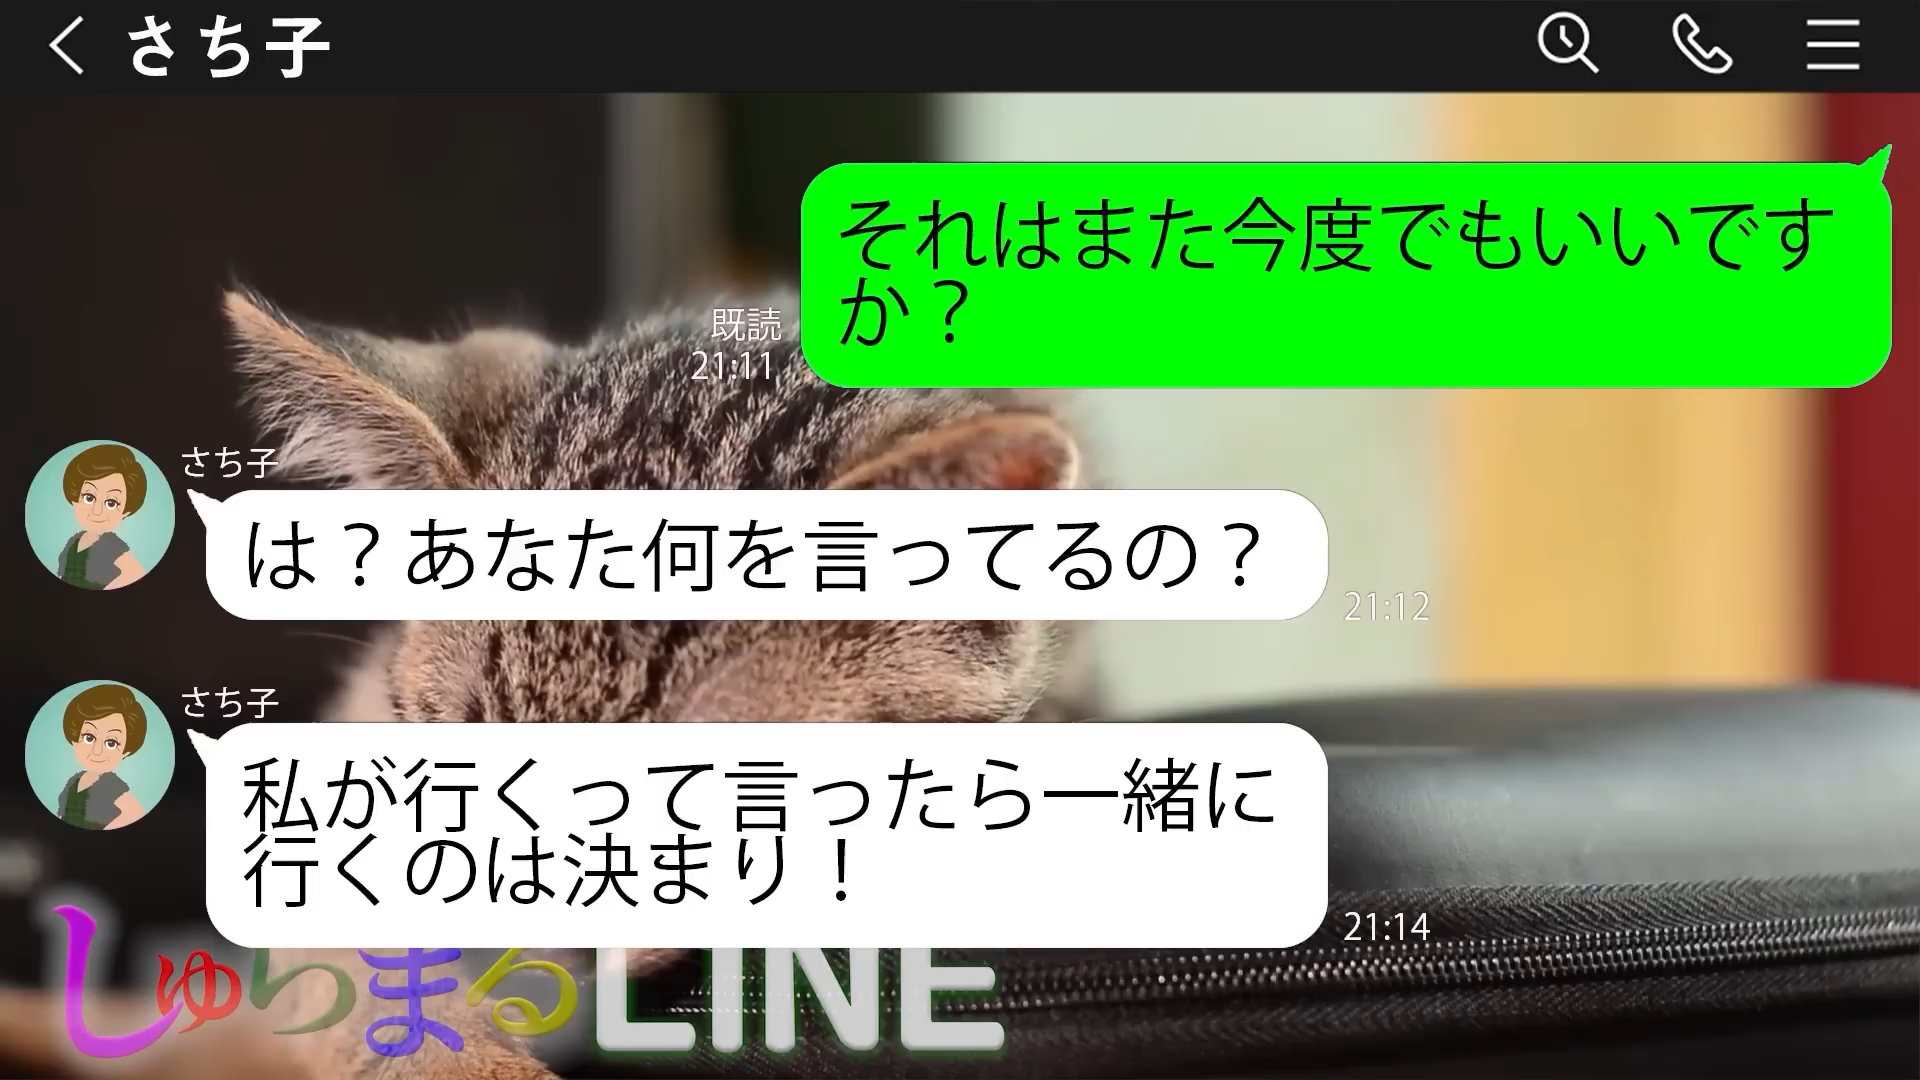 さち子
それはまた今度でもいいです
か？
既読
21:11
さち子
は？あなた何を言ってるの？
21:12
さち子
私が行くって言ったら一緒に
行くのは決まり！
21:14
しゅらまるLINE